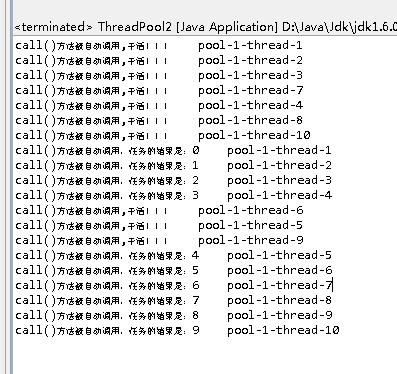 <terminated> ThreadPool2 [Java Application] D:\Java\Jdk\jdk1.6.0
call()方法被自动调用,干活！！！ pool-1-thread-1
call()方法被自动调用,干活！！！ pool-1-thread-2
call()方法被自动调用,干活！！！ pool-1-thread-3
call()方法被自动调用,干活！！！ pool-1-thread-7
call()方法被自动调用,干活！！！ pool-1-thread-4
call()方法被自动调用,干活！！！ pool-1-thread-8
call()方法被自动调用,干活！！！ pool-1-thread-10
call()方法被自动调用，任务的结果是：0 pool-1-thread-1
call()方法被自动调用，任务的结果是：1 pool-1-thread-2
call()方法被自动调用，任务的结果是：2 pool-1-thread-3
call()方法被自动调用，任务的结果是：3 pool-1-thread-4
call()方法被自动调用,干活！！！ pool-1-thread-6
call()方法被自动调用,干活！！！ pool-1-thread-5
call()方法被自动调用,干活！！！ pool-1-thread-9
call()方法被自动调用，任务的结果是：4 pool-1-thread-5
call()方法被自动调用，任务的结果是：5 pool-1-thread-6
call()方法被自动调用，任务的结果是：6 pool-1-thread-7
call()方法被自动调用，任务的结果是：7 pool-1-thread-8
call()方法被自动调用，任务的结果是：8 pool-1-thread-9
call()方法被自动调用，任务的结果是：9 pool-1-thread-10